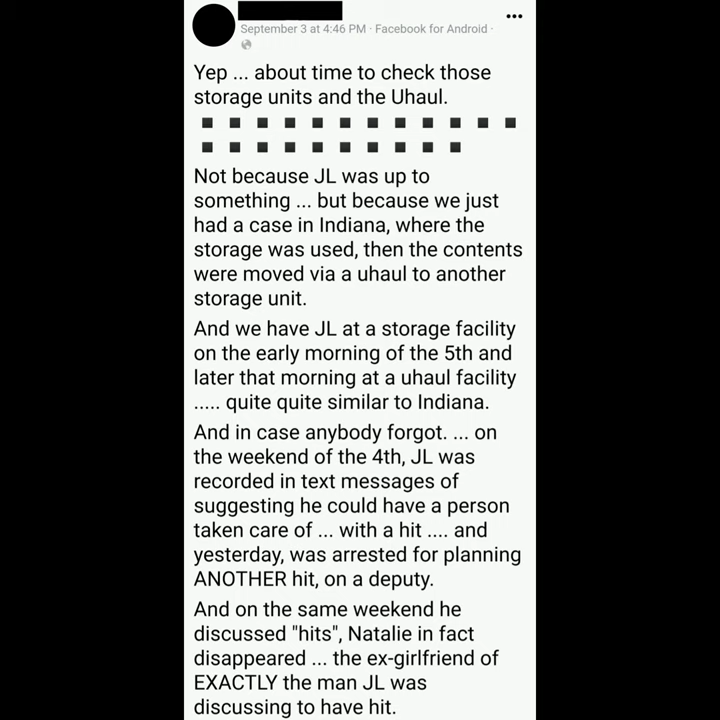 September 3 at 4:46 PM · Facebook for Android ·
Yep ... about time to check those
storage units and the Uhaul.
Not because JL was up to
something ... but because we just
had a case in Indiana, where the
storage was used, then the contents
were moved via a uhaul to another
storage unit.
And we have JL at a storage facility
on the early morning of the 5th and
later that morning at a uhaul facility
..... quite quite similar to Indiana.
And in case anybody forgot. ... on
the weekend of the 4th, JL was
recorded in text messages of
suggesting he could have a person
taken care of ... with a hit .... and
yesterday, was arrested for planning
ANOTHER hit, on a deputy.
And on the same weekend he
discussed "hits", Natalie in fact
disappeared ... the ex-girlfriend of
EXACTLY the man JL was
discussing to have hit.